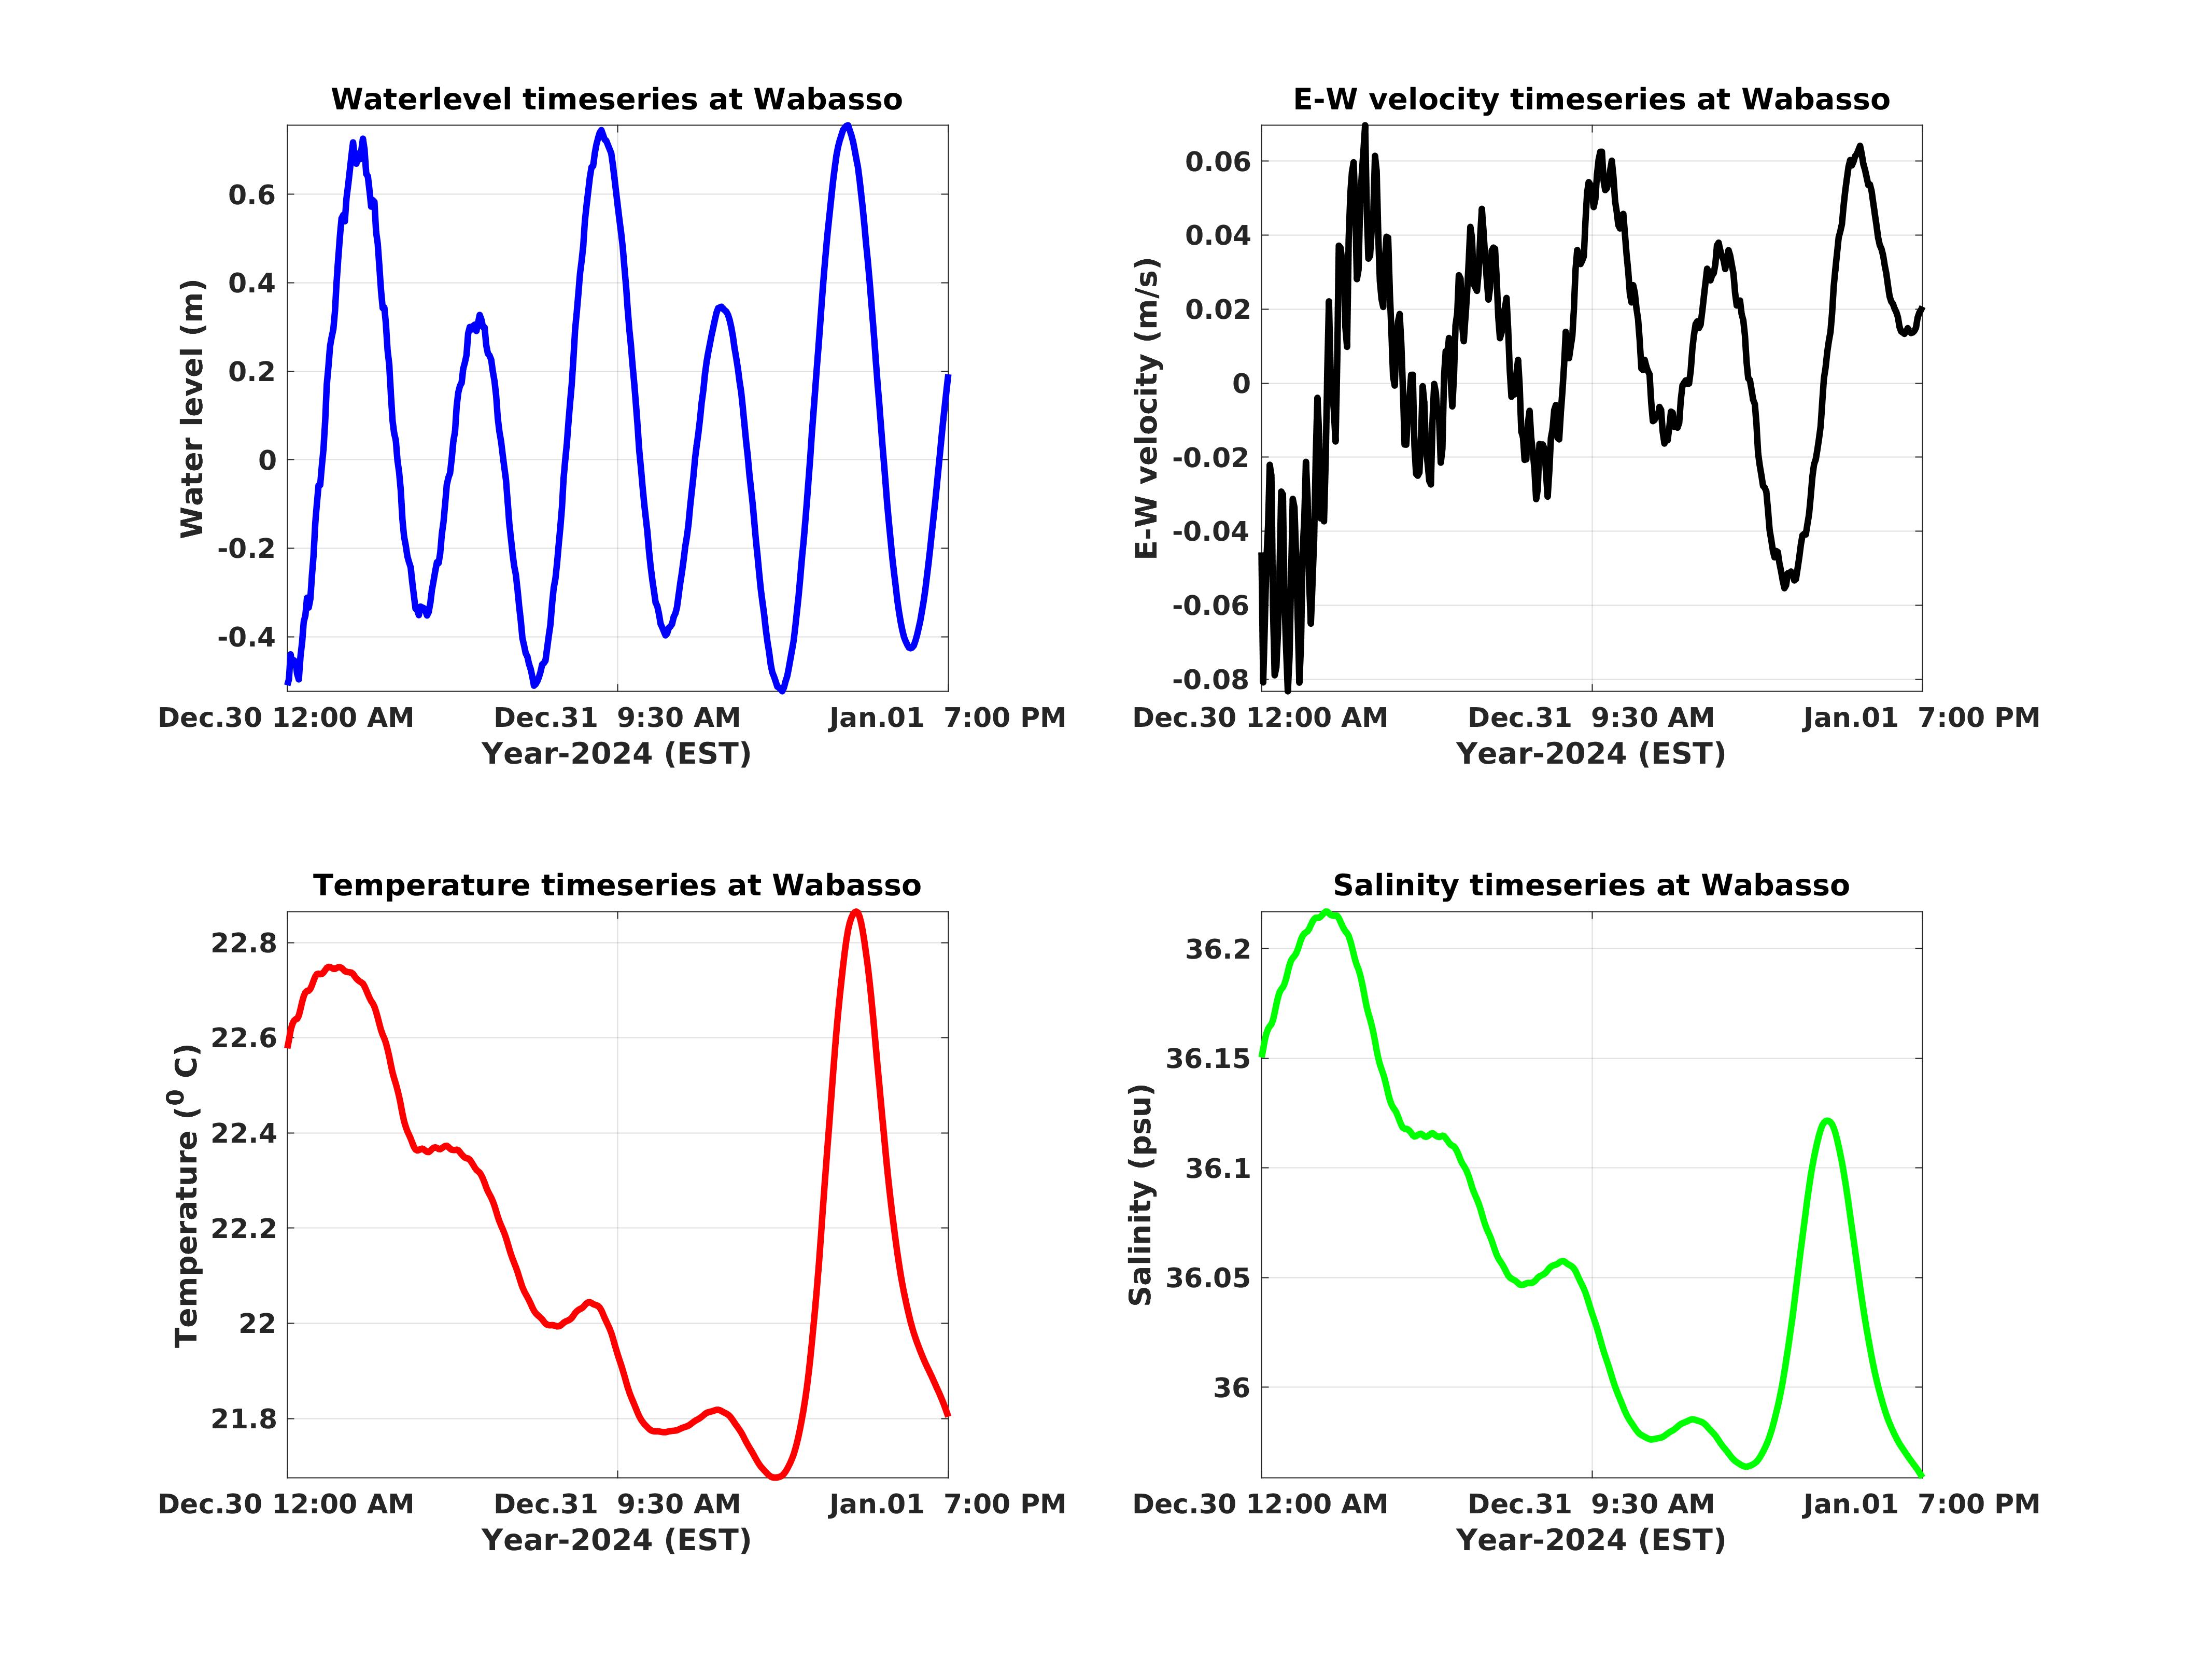 Waterlevel timeseries at Wabasso
Water level (m)
0.6
0.4
0.2
0
-0.2
-0.4
Dec.30 12:00 AM Dec.31 9:30 AM Jan.01 7:00 PM
Year-2024 (EST)
E-W velocity timeseries at Wabasso
E-W velocity (m/s)
0.06
0.04
0.02
0
-0.02
-0.04
-0.06
-0.08
Dec.30 12:00 AM Dec.31 9:30 AM Jan.01 7:00 PM
Year-2024 (EST)
Temperature timeseries at Wabasso
Temperature (⁰ C)
22.8
22.6
22.4
22.2
22
21.8
Dec.30 12:00 AM Dec.31 9:30 AM Jan.01 7:00 PM
Year-2024 (EST)
Salinity timeseries at Wabasso
Salinity (psu)
36.2
36.15
36.1
36.05
36
Dec.30 12:00 AM Dec.31 9:30 AM Jan.01 7:00 PM
Year-2024 (EST)